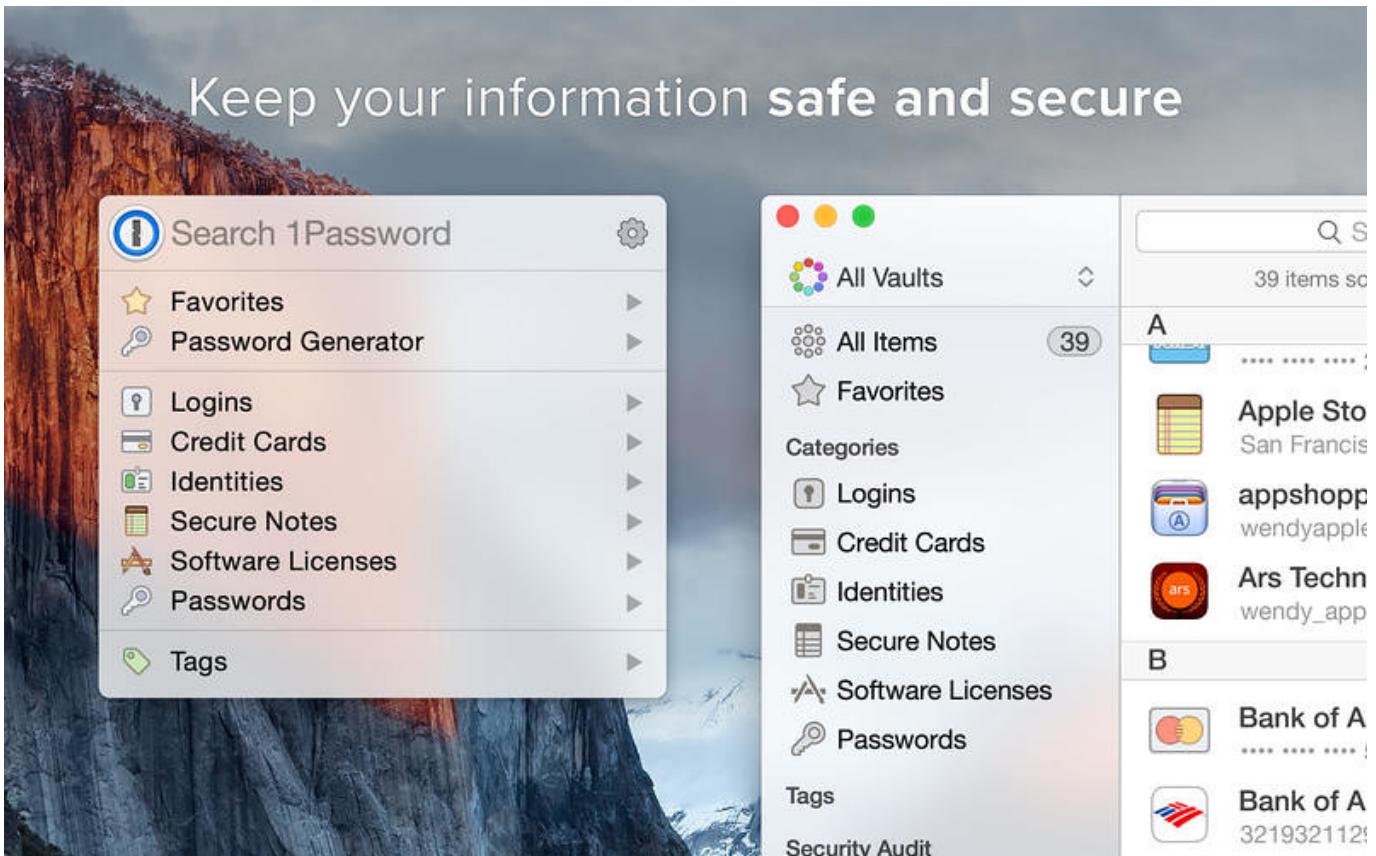 Keep your information safe and secure
Search 1Password
Favorites
Password Generator
Logins
Credit Cards
Identities
Secure Notes
Software Licenses
Passwords
Tags
All Vaults
All Items 39
Favorites
Categories
Logins
Credit Cards
Identities
Secure Notes
Software Licenses
Passwords
Tags
Security Audit
S
39 items so
A
•••• •••• ••••
Apple Sto
San Francis
appshopp
wendyapple
ars
Ars Techn
wendy_app
B
Bank of A
•••• •••• ••••
Bank of A
321932112